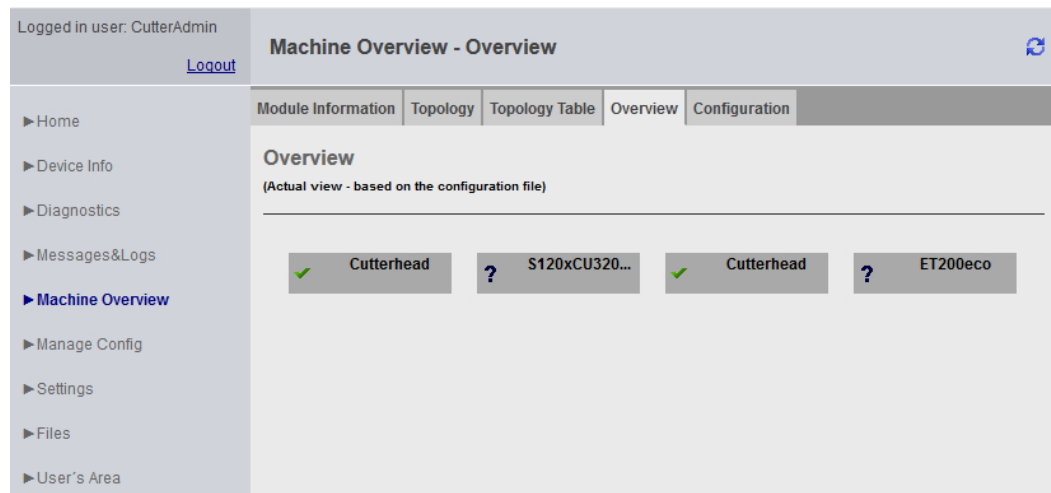 Logged in user: CutterAdmin
Logout
Machine Overview - Overview
►Home
►Device Info
►Diagnostics
►Messages&Logs
►Machine Overview
►Manage Config
►Settings
►Files
►User´s Area
Module Information Topology Topology Table Overview Configuration
Overview
(Actual view - based on the configuration file)
Cutterhead ? S120xCU320... Cutterhead ? ET200eco